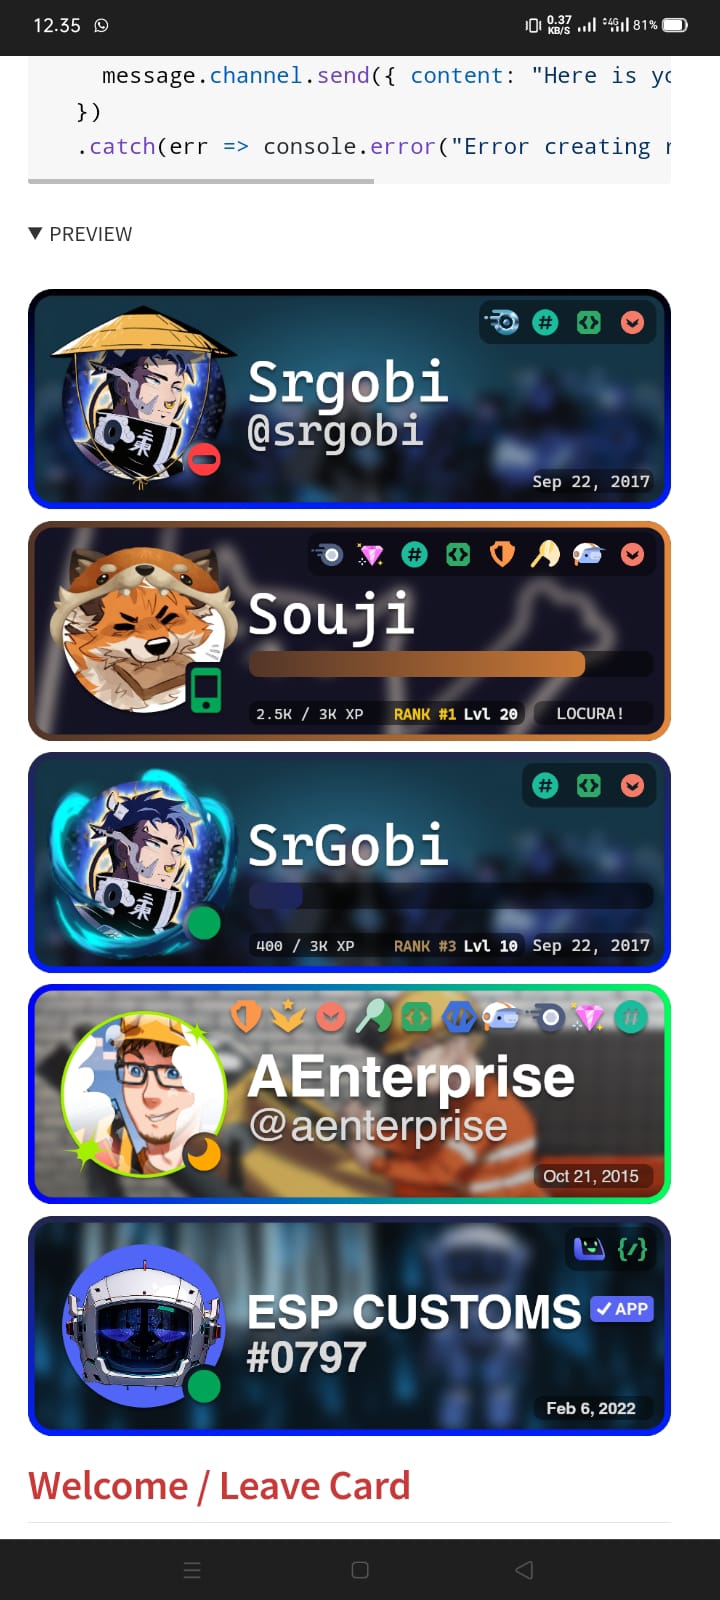 12.35
0.37 KB/S 4G 81%
message.channel.send({ content: "Here is yo
})
.catch(err => console.error("Error creating r
▼ PREVIEW
Srgobi
@srgobi
Sep 22, 2017
Souji
2.5K / 3K XP RANK #1 Lvl 20 LOCURA!
SrGobi
400 / 3K XP RANK #3 Lvl 10 Sep 22, 2017
AEnterprise
@aenterprise
Oct 21, 2015
ESP CUSTOMS ✓ APP
#0797
Feb 6, 2022
Welcome / Leave Card